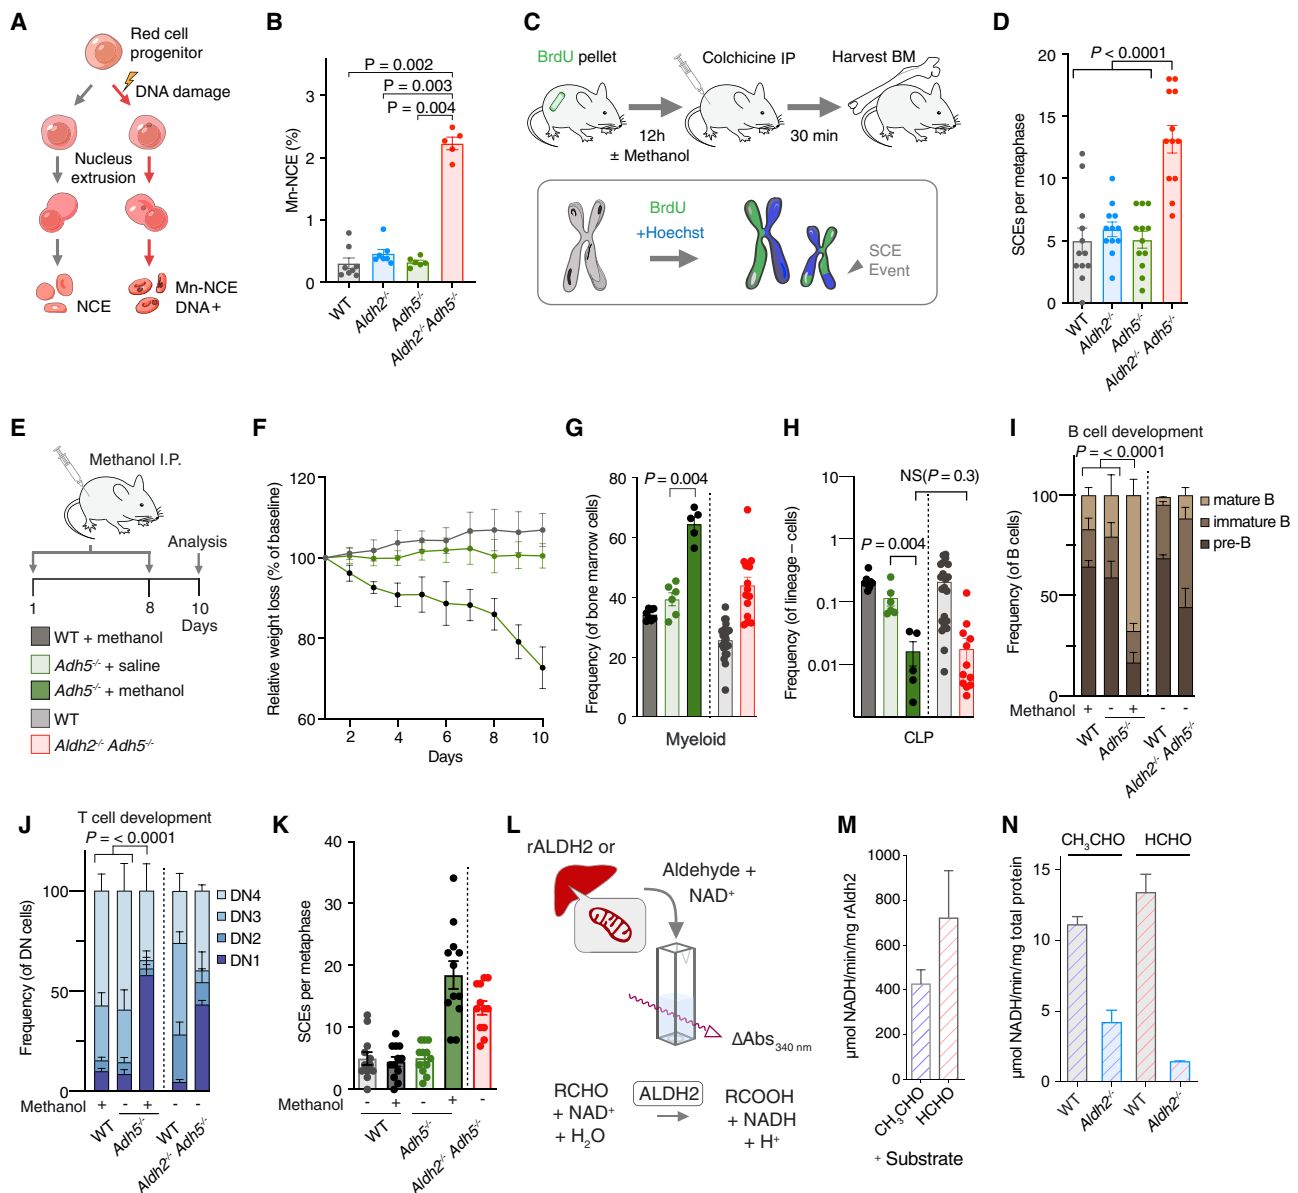 A
Red cell
progenitor
DNA damage
Nucleus
extrusion
NCE
Mn-NCE
DNA+
B
P = 0.002
P = 0.003
P = 0.004
Mn-NCE (%)
3
2
1
0
WT
Aldh2-/-
Adh5-/-
Aldh2-/- Adh5-/-
C
BrdU pellet
Colchicine IP
Harvest BM
12h
± Methanol
30 min
BrdU
+Hoechst
SCE
Event
D
P < 0.0001
SCEs per metaphase
20
15
10
5
0
WT
Aldh2-/-
Adh5-/-
Aldh2-/- Adh5-/-
E
Methanol I.P.
Analysis
1
8
10
Days
WT + methanol
Adh5-/- + saline
Adh5-/- + methanol
WT
Aldh2-/- Adh5-/-
F
Relative weight loss (% of baseline)
120
100
80
60
2
4
6
8
10
Days
G
P = 0.004
Frequency (of bone marrow cells)
80
60
40
20
0
Myeloid
H
NS(P = 0.3)
P = 0.004
Frequency (of lineage – cells)
10
1
0.1
0.01
CLP
I
B cell development
P = < 0.0001
Frequency (of B cells)
100
50
0
mature B
immature B
pre-B
Methanol
+
-
+
-
-
WT
Adh5-/-
WT
Aldh2-/- Adh5-/-
J
T cell development
P = < 0.0001
Frequency (of DN cells)
100
50
0
DN4
DN3
DN2
DN1
Methanol
+
-
+
-
-
WT
Adh5-/-
WT
Aldh2-/- Adh5-/-
K
SCEs per metaphase
40
30
20
10
0
Methanol
-
+
-
+
-
WT
Adh5-/-
Aldh2-/- Adh5-/-
L
rALDH2 or
Aldehyde +
NAD+
ΔAbs340 nm
RCHO
+ NAD+
+ H2O
ALDH2
RCOOH
+ NADH
+ H+
M
μmol NADH/min/mg rAldh2
1000
800
600
400
200
0
CH3CHO
HCHO
+ Substrate
N
CH3CHO
HCHO
μmol NADH/min/mg total protein
15
10
5
0
WT
Aldh2-/-
WT
Aldh2-/-